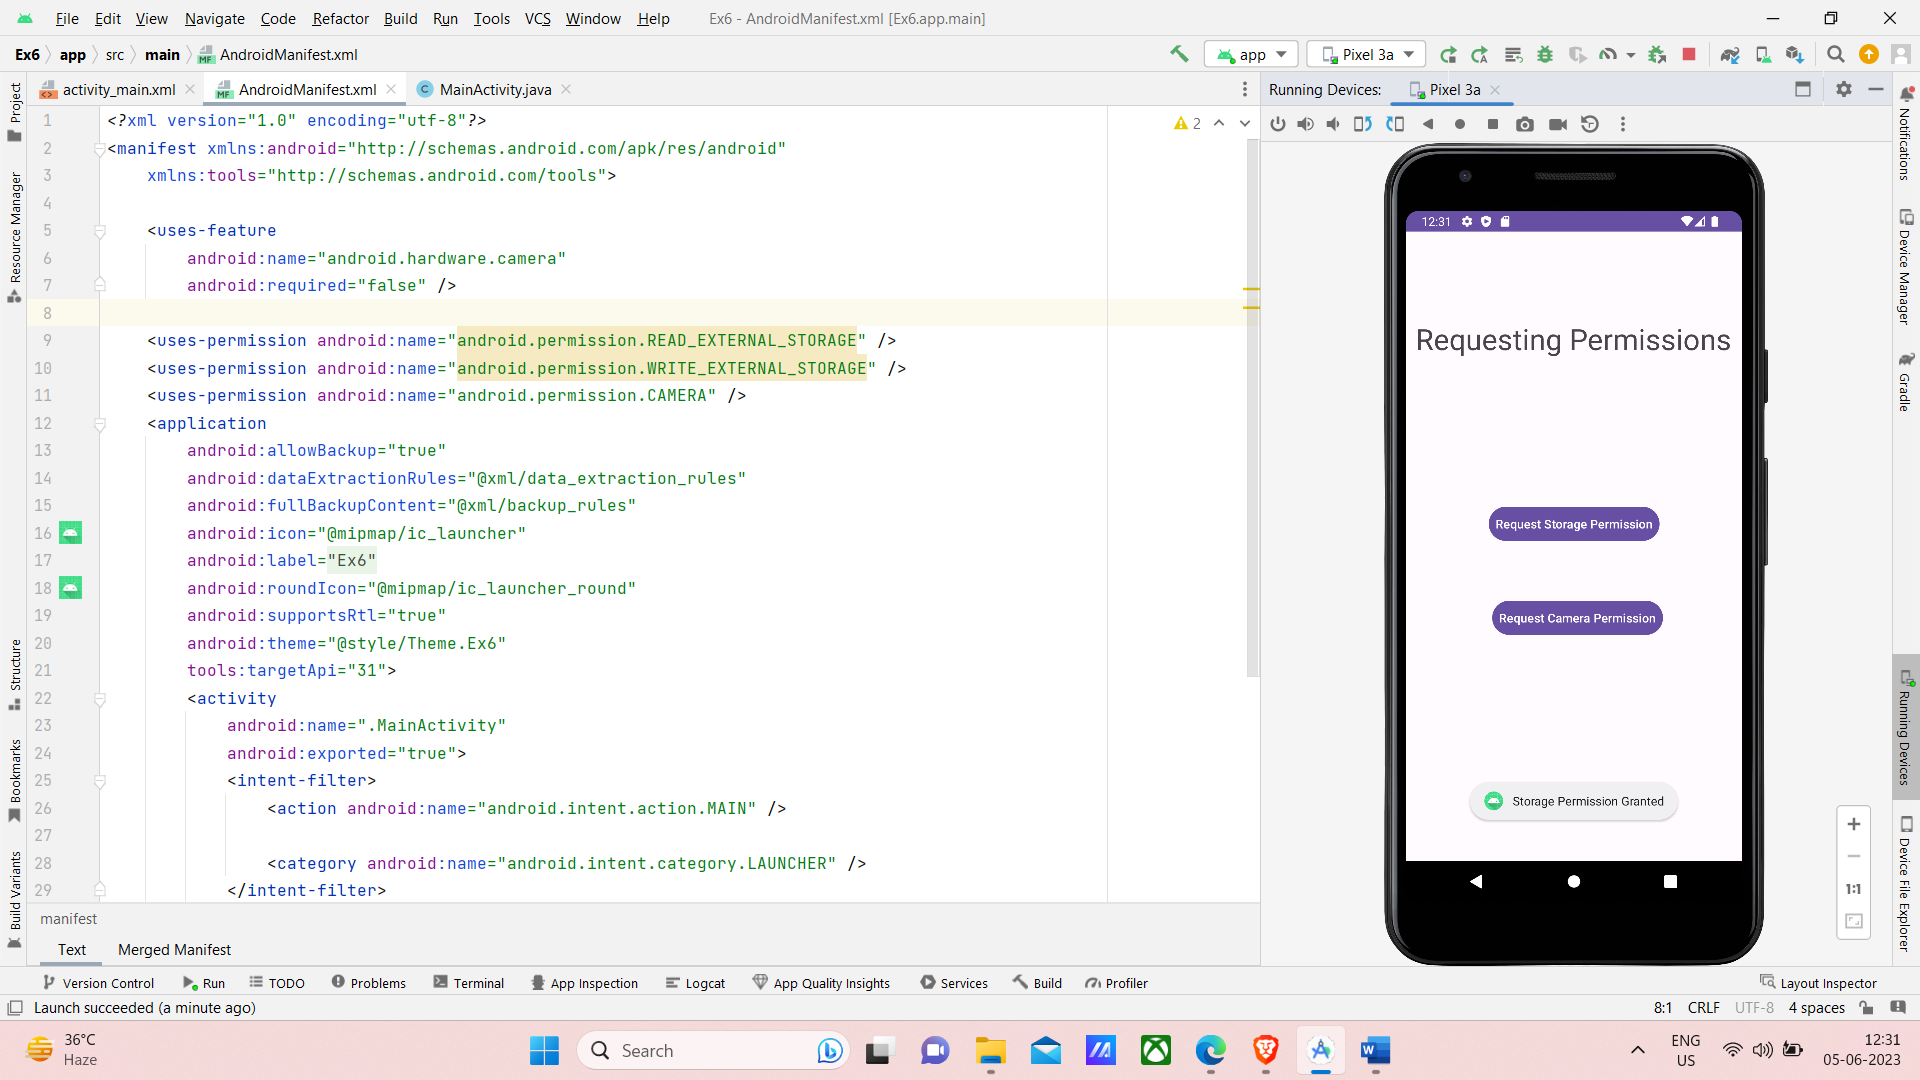 File Edit View Navigate Code Refactor Build Run Tools VCS Window Help Ex6 - AndroidManifest.xml [Ex6.app.main]
Ex6 app src main AndroidManifest.xml app Pixel 3a
activity_main.xml AndroidManifest.xml MainActivity.java Running Devices: Pixel 3a
1 <?xml version="1.0" encoding="utf-8"?>
2 <manifest xmlns:android="http://schemas.android.com/apk/res/android"
3 xmlns:tools="http://schemas.android.com/tools">
4
5 <uses-feature
6 android:name="android.hardware.camera"
7 android:required="false" />
8
9 <uses-permission android:name="android.permission.READ_EXTERNAL_STORAGE" />
10 <uses-permission android:name="android.permission.WRITE_EXTERNAL_STORAGE" />
11 <uses-permission android:name="android.permission.CAMERA" />
12 <application
13 android:allowBackup="true"
14 android:dataExtractionRules="@xml/data_extraction_rules"
15 android:fullBackupContent="@xml/backup_rules"
16 android:icon="@mipmap/ic_launcher"
17 android:label="Ex6"
18 android:roundIcon="@mipmap/ic_launcher_round"
19 android:supportsRtl="true"
20 android:theme="@style/Theme.Ex6"
21 tools:targetApi="31">
22 <activity
23 android:name=".MainActivity"
24 android:exported="true">
25 <intent-filter>
26 <action android:name="android.intent.action.MAIN" />
27
28 <category android:name="android.intent.category.LAUNCHER" />
29 </intent-filter>
2
manifest
Text Merged Manifest
Project
Resource Manager
Structure
Bookmarks
Build Variants
12:31
Requesting Permissions
Request Storage Permission
Request Camera Permission
Storage Permission Granted
1:1
Notifications
Device Manager
Gradle
Running Devices
Device File Explorer
Version Control Run TODO Problems Terminal App Inspection Logcat App Quality Insights Services Build Profiler Layout Inspector
Launch succeeded (a minute ago) 8:1 CRLF UTF-8 4 spaces
36°C
Haze
Search
ENG
US
12:31
05-06-2023